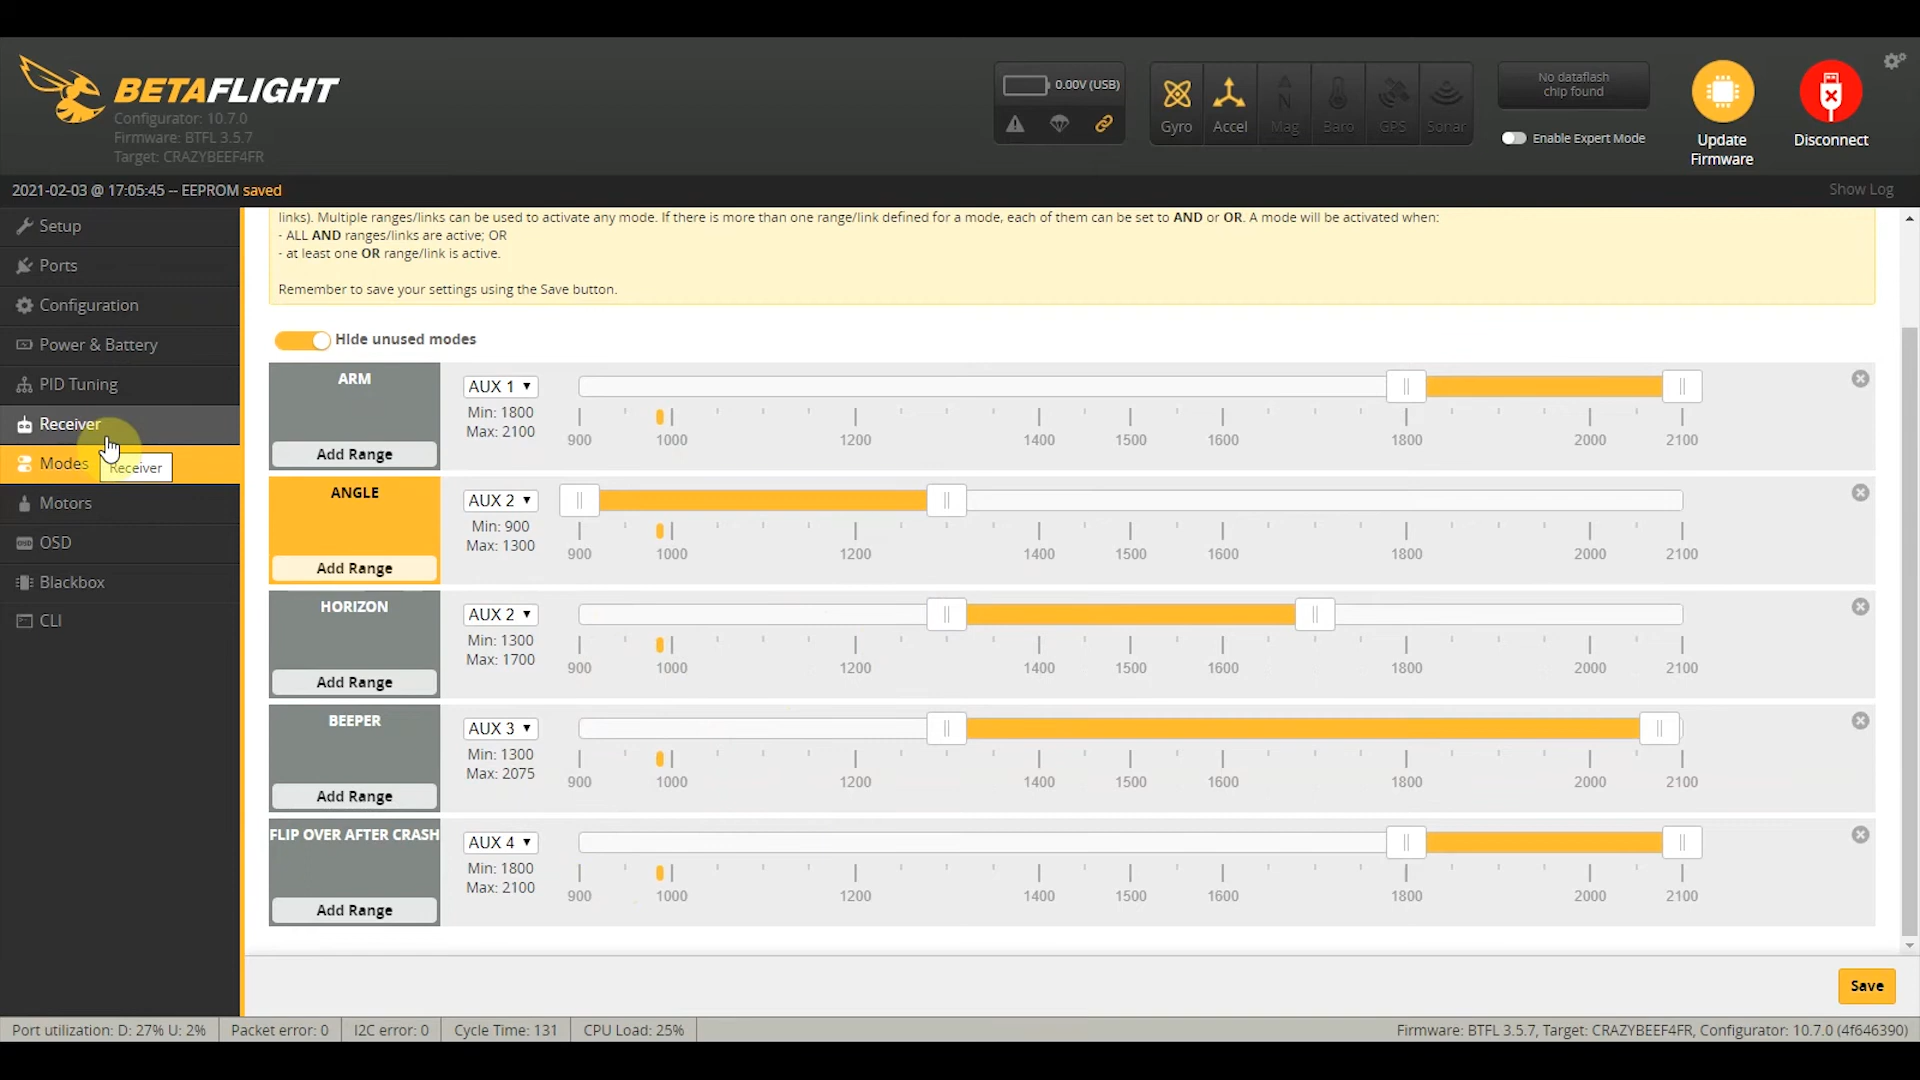 BETAFLIGHT
Configurator: 10.7.0
Firmware: BTFL 3.5.7
Target: CRAZYBEEF4FR
0.00V (USB)
Gyro
Accel
Mag
Baro
GPS
Sonar
No dataflash
chip found
Enable Expert Mode
Update
Firmware
Disconnect
2021-02-03 @ 17:05:45 -- EEPROM saved
Show Log
Setup
Ports
Configuration
Power & Battery
PID Tuning
Receiver
Modes
Receiver
Motors
OSD
Blackbox
CLI
links). Multiple ranges/links can be used to activate any mode. If there is more than one range/link defined for a mode, each of them can be set to AND or OR. A mode will be activated when:
- ALL AND ranges/links are active; OR
- at least one OR range/link is active.
Remember to save your settings using the Save button.
Hide unused modes
ARM
Add Range
AUX 1
Min: 1800
Max: 2100
900 1000 1200 1400 1500 1600 1800 2000 2100
ANGLE
Add Range
AUX 2
Min: 900
Max: 1300
900 1000 1200 1400 1500 1600 1800 2000 2100
HORIZON
Add Range
AUX 2
Min: 1300
Max: 1700
900 1000 1200 1400 1500 1600 1800 2000 2100
BEEPER
Add Range
AUX 3
Min: 1300
Max: 2075
900 1000 1200 1400 1500 1600 1800 2000 2100
FLIP OVER AFTER CRASH
Add Range
AUX 4
Min: 1800
Max: 2100
900 1000 1200 1400 1500 1600 1800 2000 2100
Save
Port utilization: D: 27% U: 2%
Packet error: 0
I2C error: 0
Cycle Time: 131
CPU Load: 25%
Firmware: BTFL 3.5.7, Target: CRAZYBEEF4FR, Configurator: 10.7.0 (4f646390)